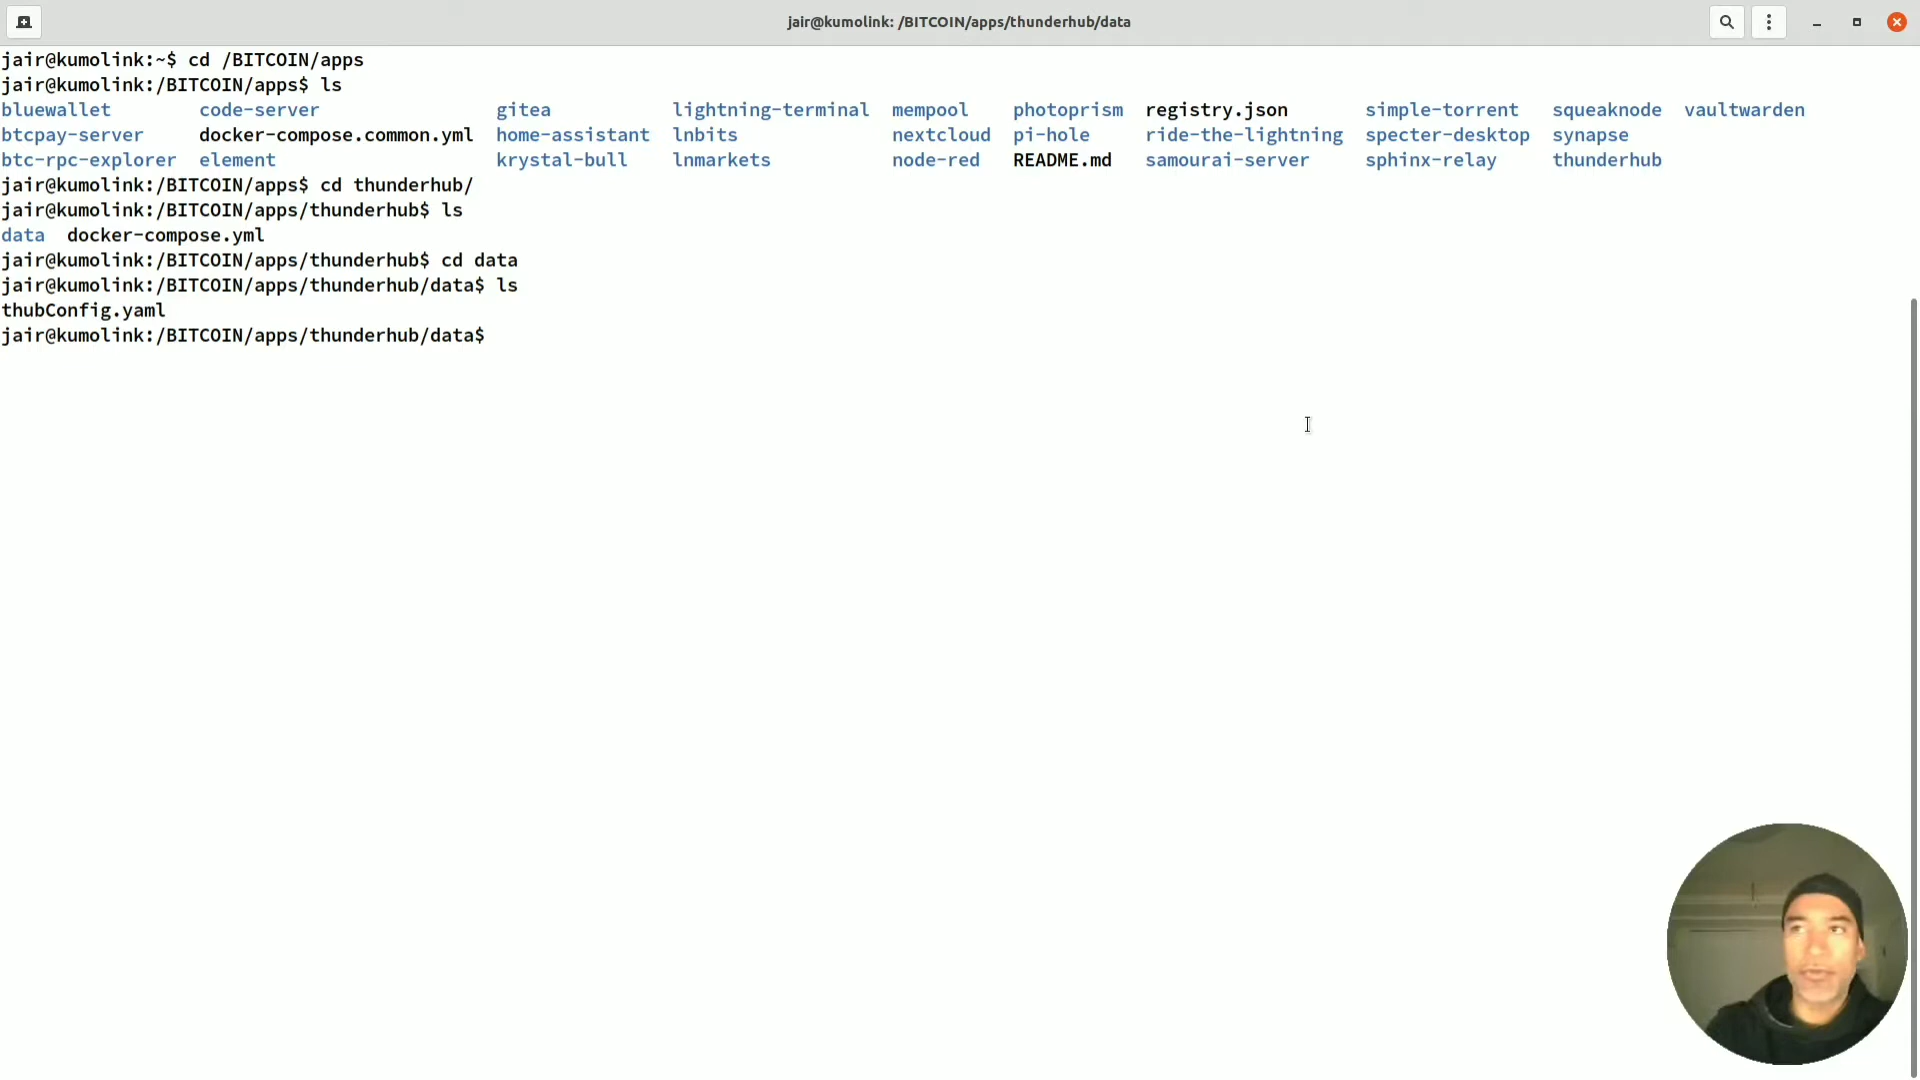 jair@kumolink: /BITCOIN/apps/thunderhub/data
jair@kumolink:~$ cd /BITCOIN/apps
jair@kumolink:/BITCOIN/apps$ ls
bluewallet code-server gitea lightning-terminal mempool photoprism registry.json simple-torrent squeaknode vaultwarden
btcpay-server docker-compose.common.yml home-assistant lnbits nextcloud pi-hole ride-the-lightning specter-desktop synapse
btc-rpc-explorer element krystal-bull lnmarkets node-red README.md samourai-server sphinx-relay thunderhub
jair@kumolink:/BITCOIN/apps$ cd thunderhub/
jair@kumolink:/BITCOIN/apps/thunderhub$ ls
data docker-compose.yml
jair@kumolink:/BITCOIN/apps/thunderhub$ cd data
jair@kumolink:/BITCOIN/apps/thunderhub/data$ ls
thubConfig.yaml
jair@kumolink:/BITCOIN/apps/thunderhub/data$